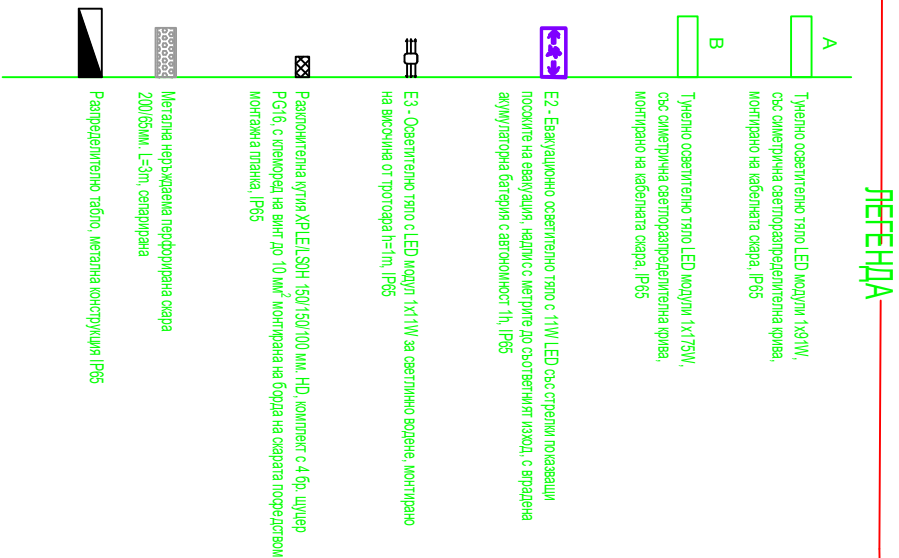 ЛЕГЕНДА
A
Тунелно осветително тяло LED модули 1x91W,
със симетрична светлоразпределителна крива,
монтирано на кабелната скара, IP65
B
Тунелно осветително тяло LED модули 1x175W,
със симетрична светлоразпределителна крива,
монтирано на кабелната скара, IP65
E2 - Евакуационно осветително тяло с 11W LED със стрелки показващи
посоките на евакуация, надпис с метрите до съответният изход, с вградена
акумулаторна батерия с автономност 1h, IP65
E3 - Осветително тяло с LED модул 1x11W за светлинно водене, монтирано
на височина от тротоара h=1m, IP65
Разклонителна кутия XPLE/LS0H 150/150/100 мм. HD, комплект с 4 бр. щуцер
PG16, с клеморед на винт до 10 мм² монтирана на борда на скарата посредством
монтажна планка, IP65
Метална неръждаема перфорирана скара
200/65мм. L=3m, сепарирана
Разпределително табло, метална конструкция IP65